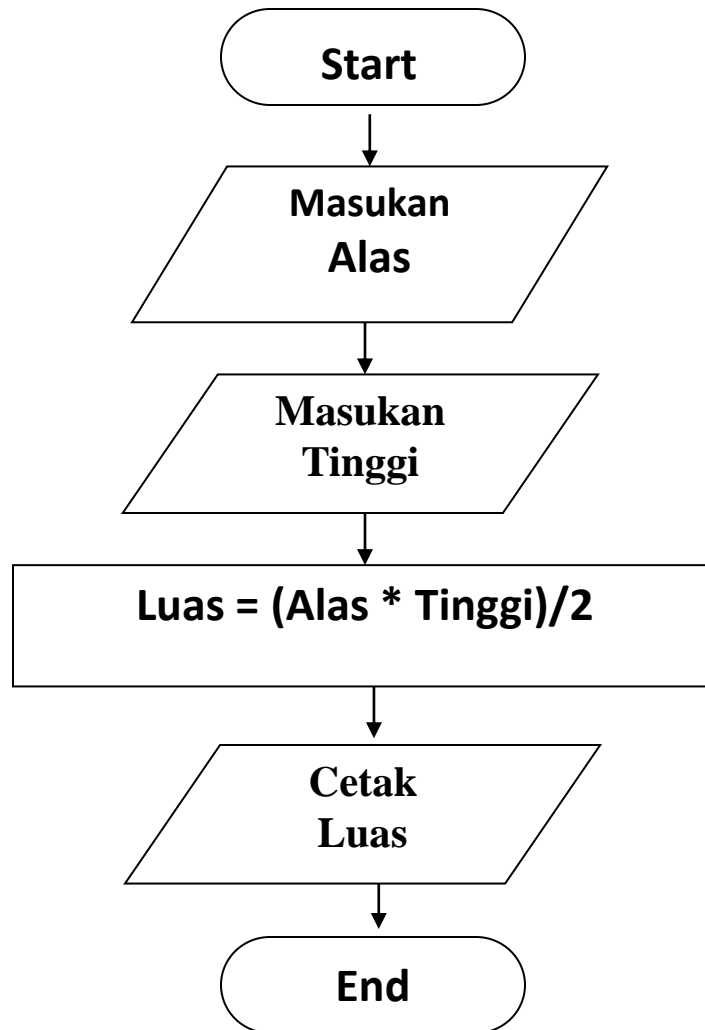 Start
Masukan
Alas
Masukan
Tinggi
Luas = (Alas * Tinggi)/2
Cetak
Luas
End